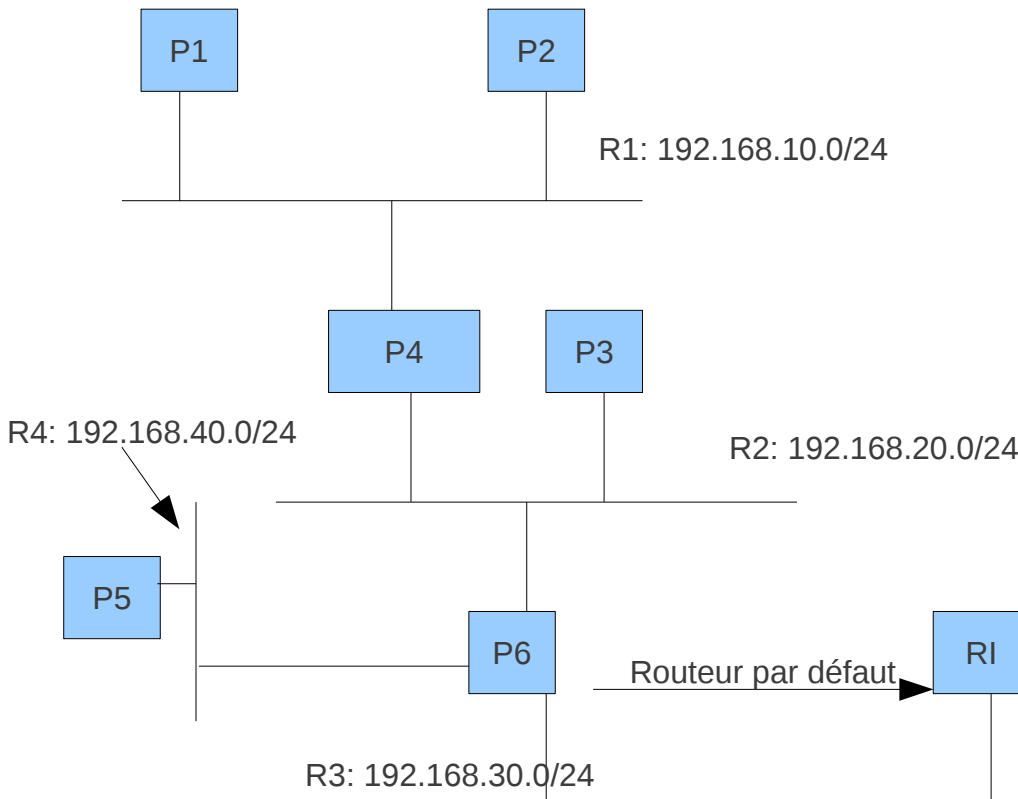 P1
P2
R1: 192.168.10.0/24
P4
P3
R4: 192.168.40.0/24
R2: 192.168.20.0/24
P5
P6
Routeur par défaut
RI
R3: 192.168.30.0/24